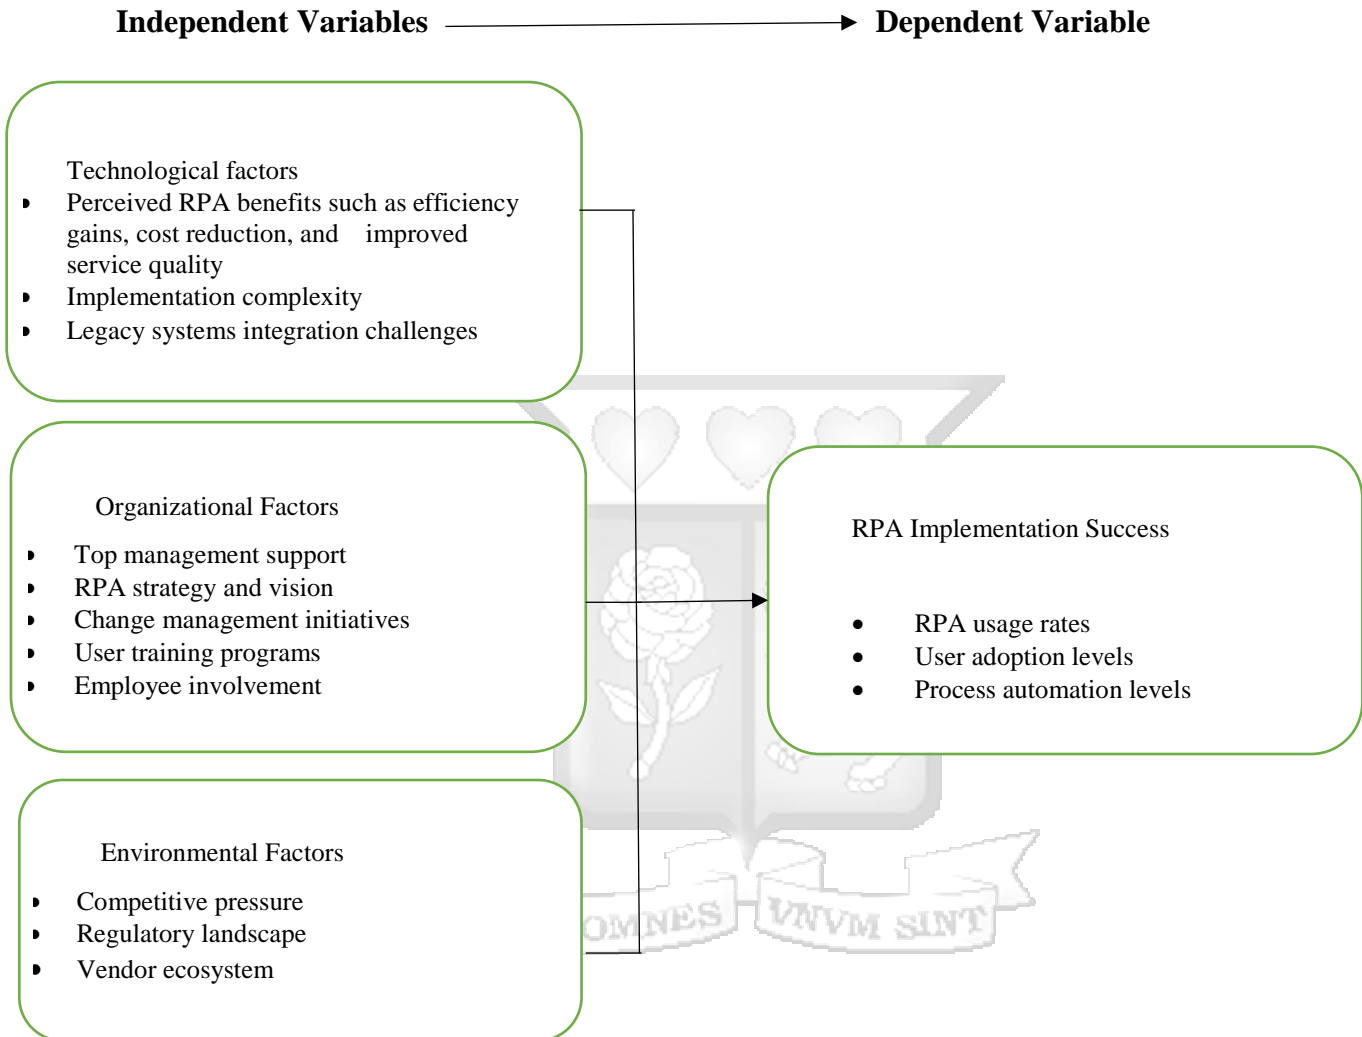 Independent Variables
Dependent Variable
Technological factors
• Perceived RPA benefits such as efficiency
gains, cost reduction, and improved
service quality
• Implementation complexity
• Legacy systems integration challenges
Organizational Factors
• Top management support
• RPA strategy and vision
• Change management initiatives
• User training programs
• Employee involvement
Environmental Factors
• Competitive pressure
• Regulatory landscape
• Vendor ecosystem
RPA Implementation Success
• RPA usage rates
• User adoption levels
• Process automation levels
OMNES VNVM SINT